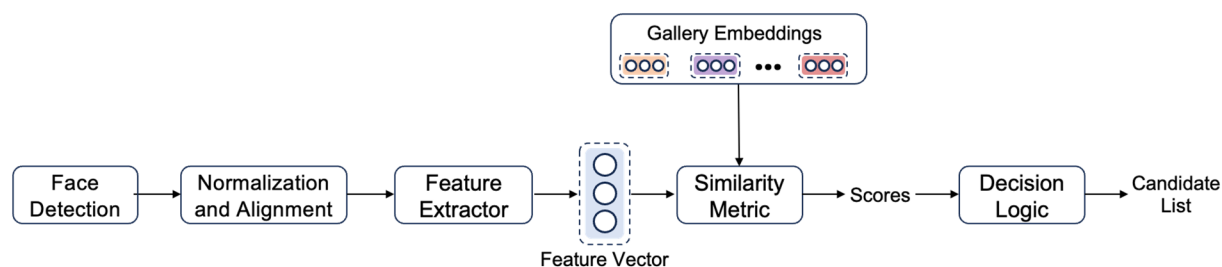 Gallery Embeddings
Face
Detection
Normalization
and Alignment
Feature
Extractor
Feature Vector
Similarity
Metric
Scores
Decision
Logic
Candidate
List